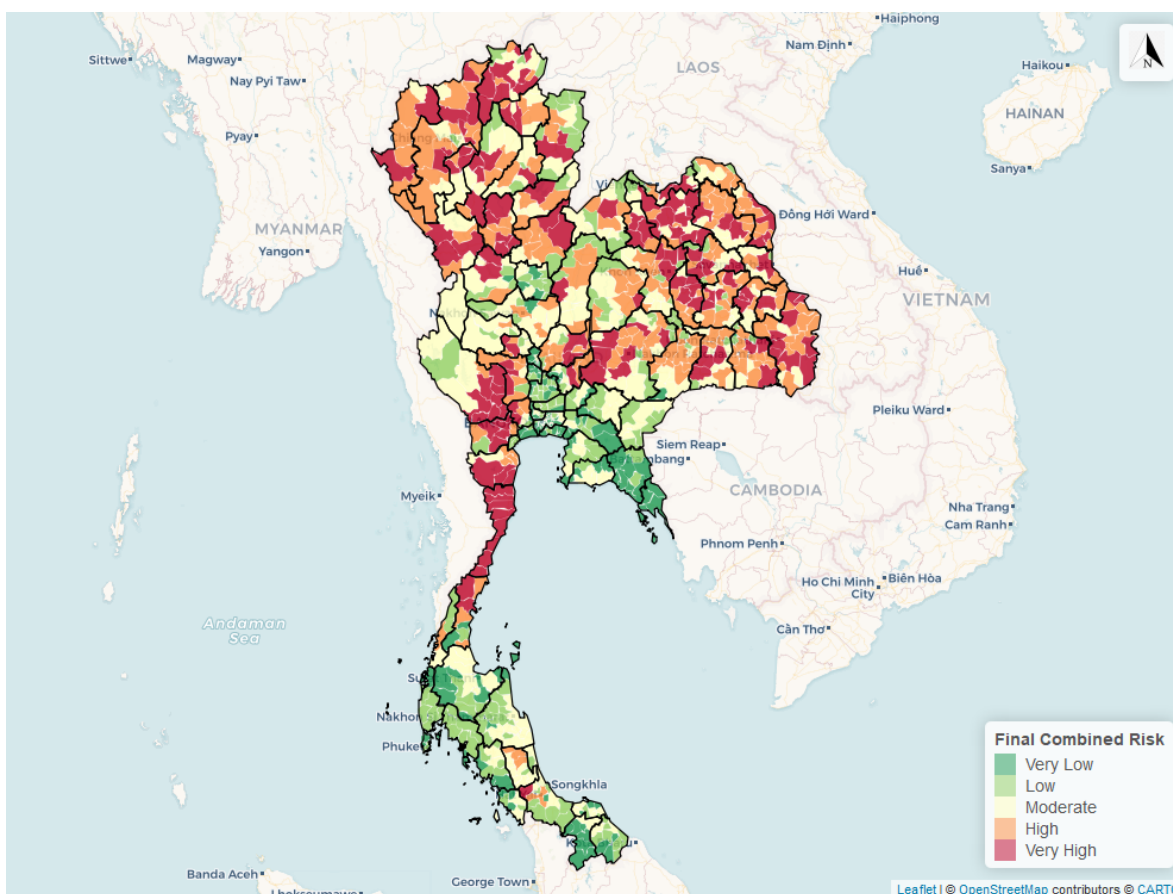 Haiphong
Nam Định
Sittwe
Magway
Nay Pyi Taw
LAOS
N
Haikou
HAINAN
Pyay
Sanya
MYANMAR
Yangon
Đồng Hới Ward
Huế
VIETNAM
Pleiku Ward
Siem Reap
Myeik
CAMBODIA
Nha Trang
Cam Ranh
Phnom Penh
Ho Chi Minh
City
Biên Hòa
Cần Thơ
Andaman
Sea
Phuke
Songkhla
Final Combined Risk
Very Low
Low
Moderate
High
Very High
Banda Aceh
George Town
Leaflet | © OpenStreetMap contributors © CART